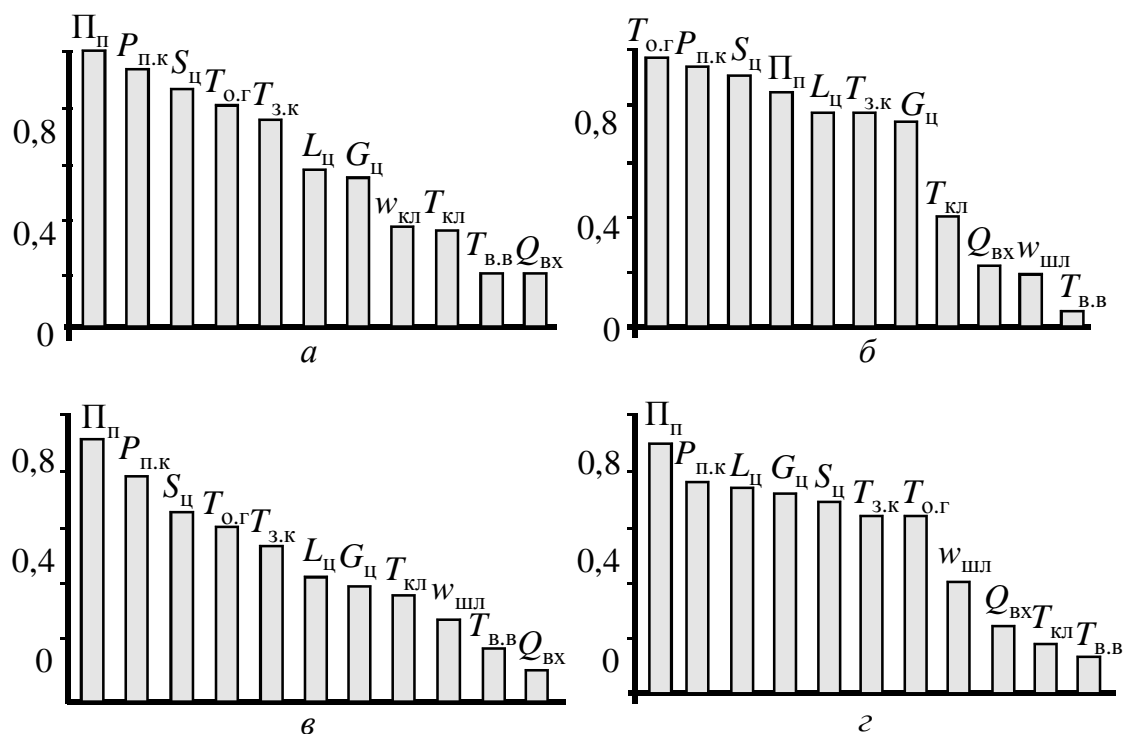 Пп Pп.к Sц Tо.г Tз.к Lц Gц wкл Tкл Tв.в Qвх
0,8
0,4
0
а
Tо.г Pп.к Sц Пп Lц Tз.к Gц Tкл Qвх wшл Tв.в
0,8
0,4
0
б
Пп Pп.к Sц Tо.г Tз.к Lц Gц Tкл wшл Tв.в Qвх
0,8
0,4
0
в
Пп Pп.к Lц Gц Sц Tз.к Tо.г wшл Qвх Tкл Tв.в
0,8
0,4
0
г